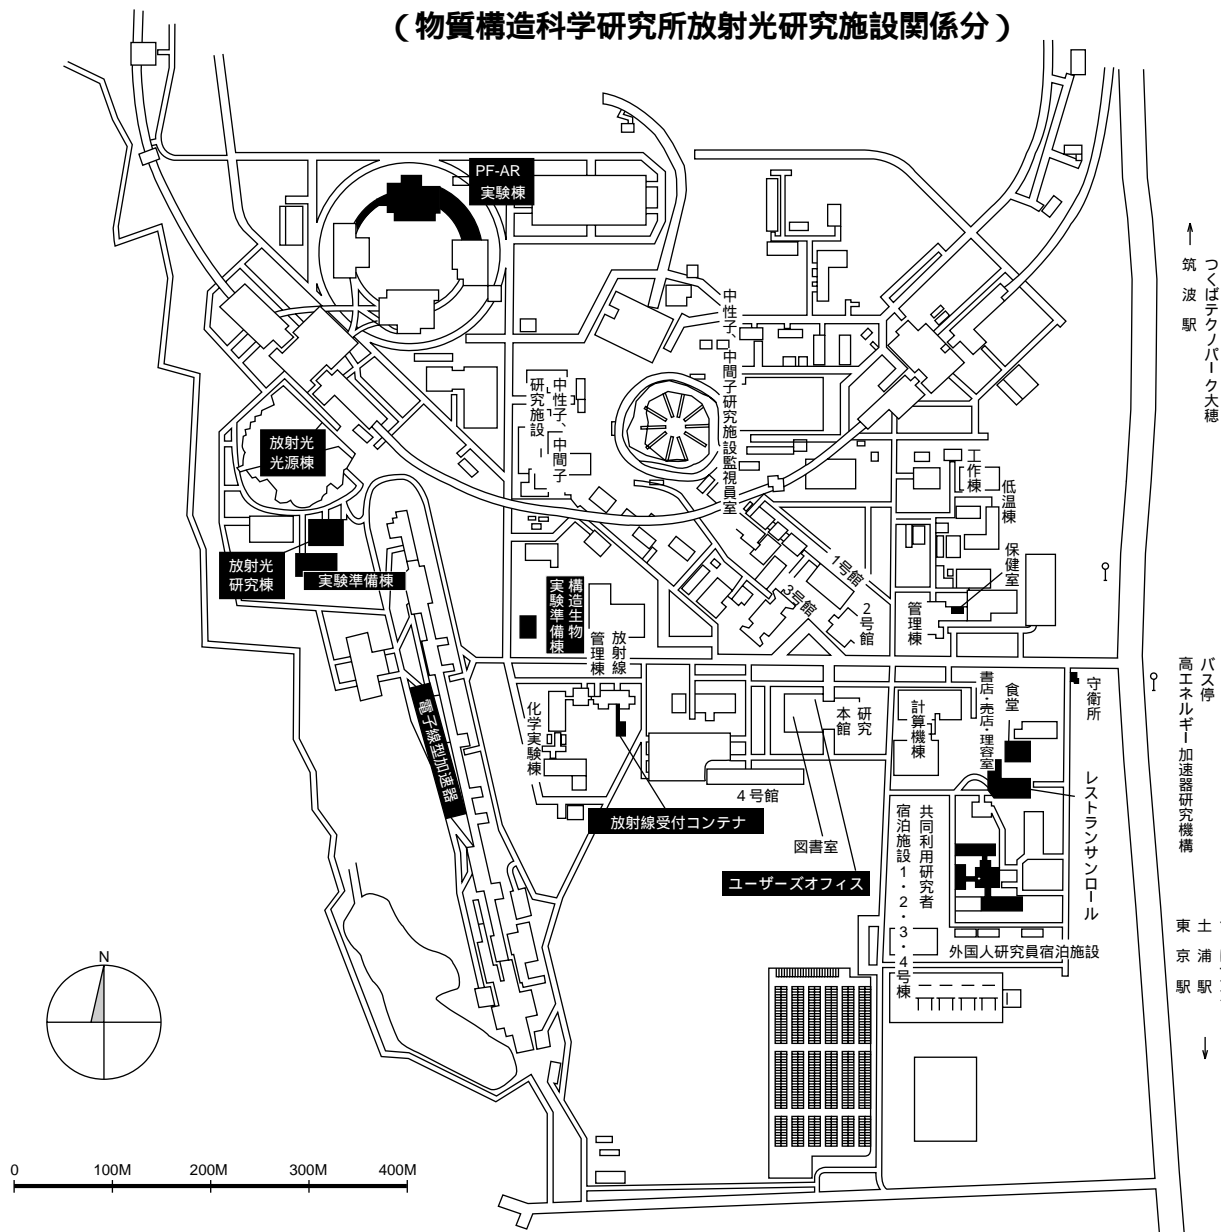 （物質構造科学研究所放射光研究施設関係分）
PF-AR
実験棟
筑波駅
つくばテクノパーク大穂
中性子、中間子研究施設監視員室
中性子、中間子
研究施設
放射光
光源棟
工作棟
低温棟
放射光
研究棟
実験準備棟
保健室
1号館
3号館
2号館
管理棟
構造生物
実験準備棟
放射線
管理棟
バス停
高エネルギー加速器研究機構
守衛所
食堂
書店・売店・理容室
計算機棟
研究
本館
化学実験棟
電子線型加速器
レストランサンロール
4号館
放射線受付コンテナ
図書室
ユーザーズオフィス
共同利用研究者
宿泊施設1・2・3・4号棟
外国人研究員宿泊施設
土浦駅
東京駅
N
0 100M 200M 300M 400M